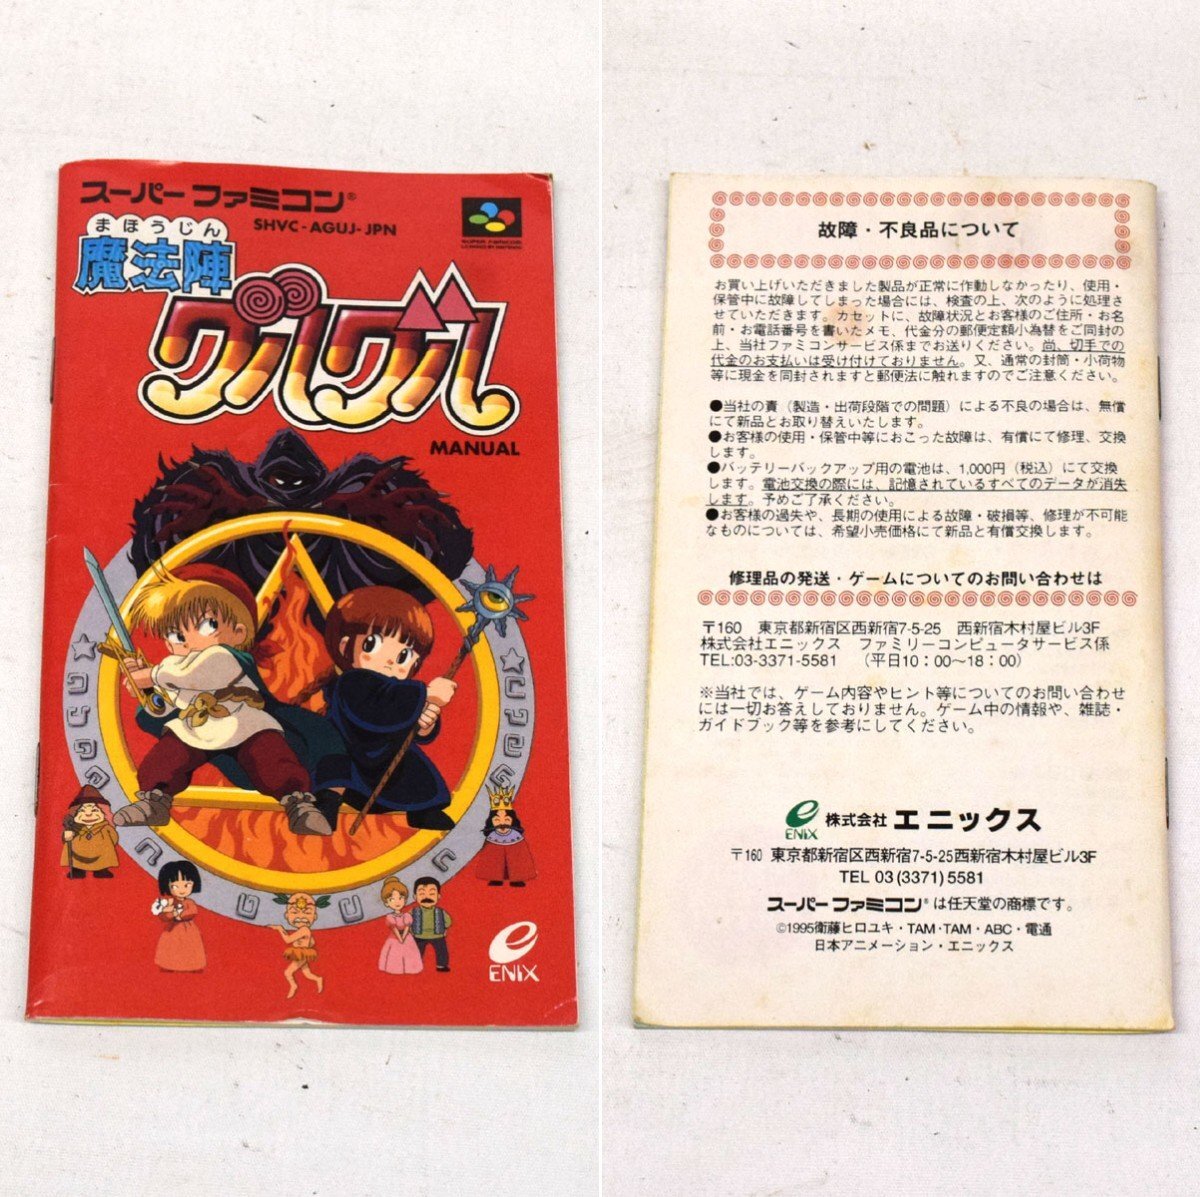 スーパーファミコン®
SHVC-AGUJ-JPN
SUPER FAMICOM
LICENSED BY NINTENDO
まほうじん
魔法陣
グルグル
MANUAL
ENIX
故障・不良品について
お買い上げいただきました製品が正常に作動しなかったり、使用・
保管中に故障してしまった場合には、検査の上、次のように処理さ
せていただきます。カセットに、故障状況とお客様のご住所・お名
前・お電話番号を書いたメモ、代金分の郵便定額小為替をご同封の
上、当社ファミコンサービス係までお送りください。尚、切手での
代金のお支払いは受け付けておりません。又、通常の封筒・小荷物
等に現金を同封されますと郵便法に触れますのでご注意ください。
●当社の責（製造・出荷段階での問題）による不良の場合は、無償
にて新品とお取り替えいたします。
●お客様の使用・保管中等におこった故障は、有償にて修理、交換
します。
●バッテリーバックアップ用の電池は、1,000円（税込）にて交換
します。電池交換の際には、記憶されているすべてのデータが消失
します。予めご了承ください。
●お客様の過失や、長期の使用による故障・破損等、修理が不可能
なものについては、希望小売価格にて新品と有償交換します。
修理品の発送・ゲームについてのお問い合わせは
〒160　東京都新宿区西新宿7-5-25　西新宿木村屋ビル3F
株式会社エニックス　ファミリーコンピュータサービス係
TEL:03-3371-5581　（平日10：00〜18：00）
※当社では、ゲーム内容やヒント等についてのお問い合わせ
には一切お答えしておりません。ゲーム中の情報や、雑誌・
ガイドブック等を参考にしてください。
ENIX 株式会社 エニックス
〒160 東京都新宿区西新宿7-5-25西新宿木村屋ビル3F
TEL 03(3371)5581
スーパーファミコン®は任天堂の商標です。
©1995衛藤ヒロユキ・TAM・TAM・ABC・電通
日本アニメーション・エニックス